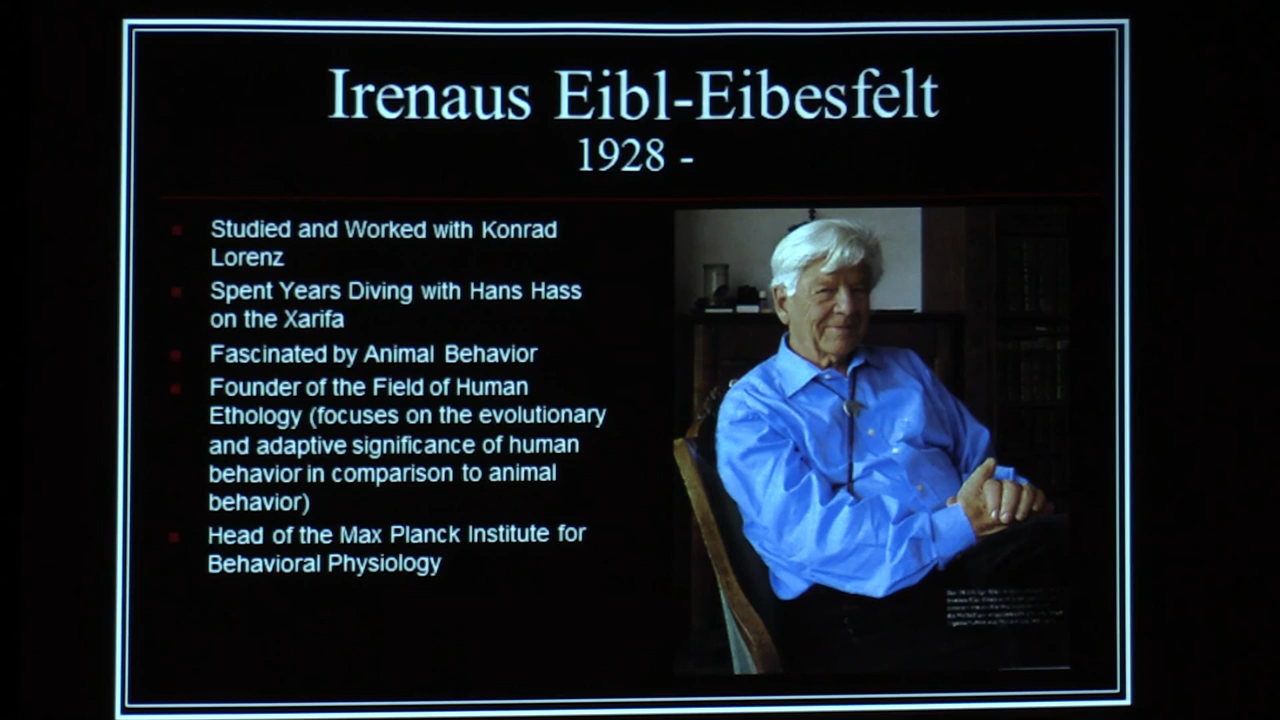 Irenaus Eibl-Eibesfelt
1928 -
Studied and Worked with Konrad
Lorenz
Spent Years Diving with Hans Hass
on the Xarifa
Fascinated by Animal Behavior
Founder of the Field of Human
Ethology (focuses on the evolutionary
and adaptive significance of human
behavior in comparison to animal
behavior)
Head of the Max Planck Institute for
Behavioral Physiology